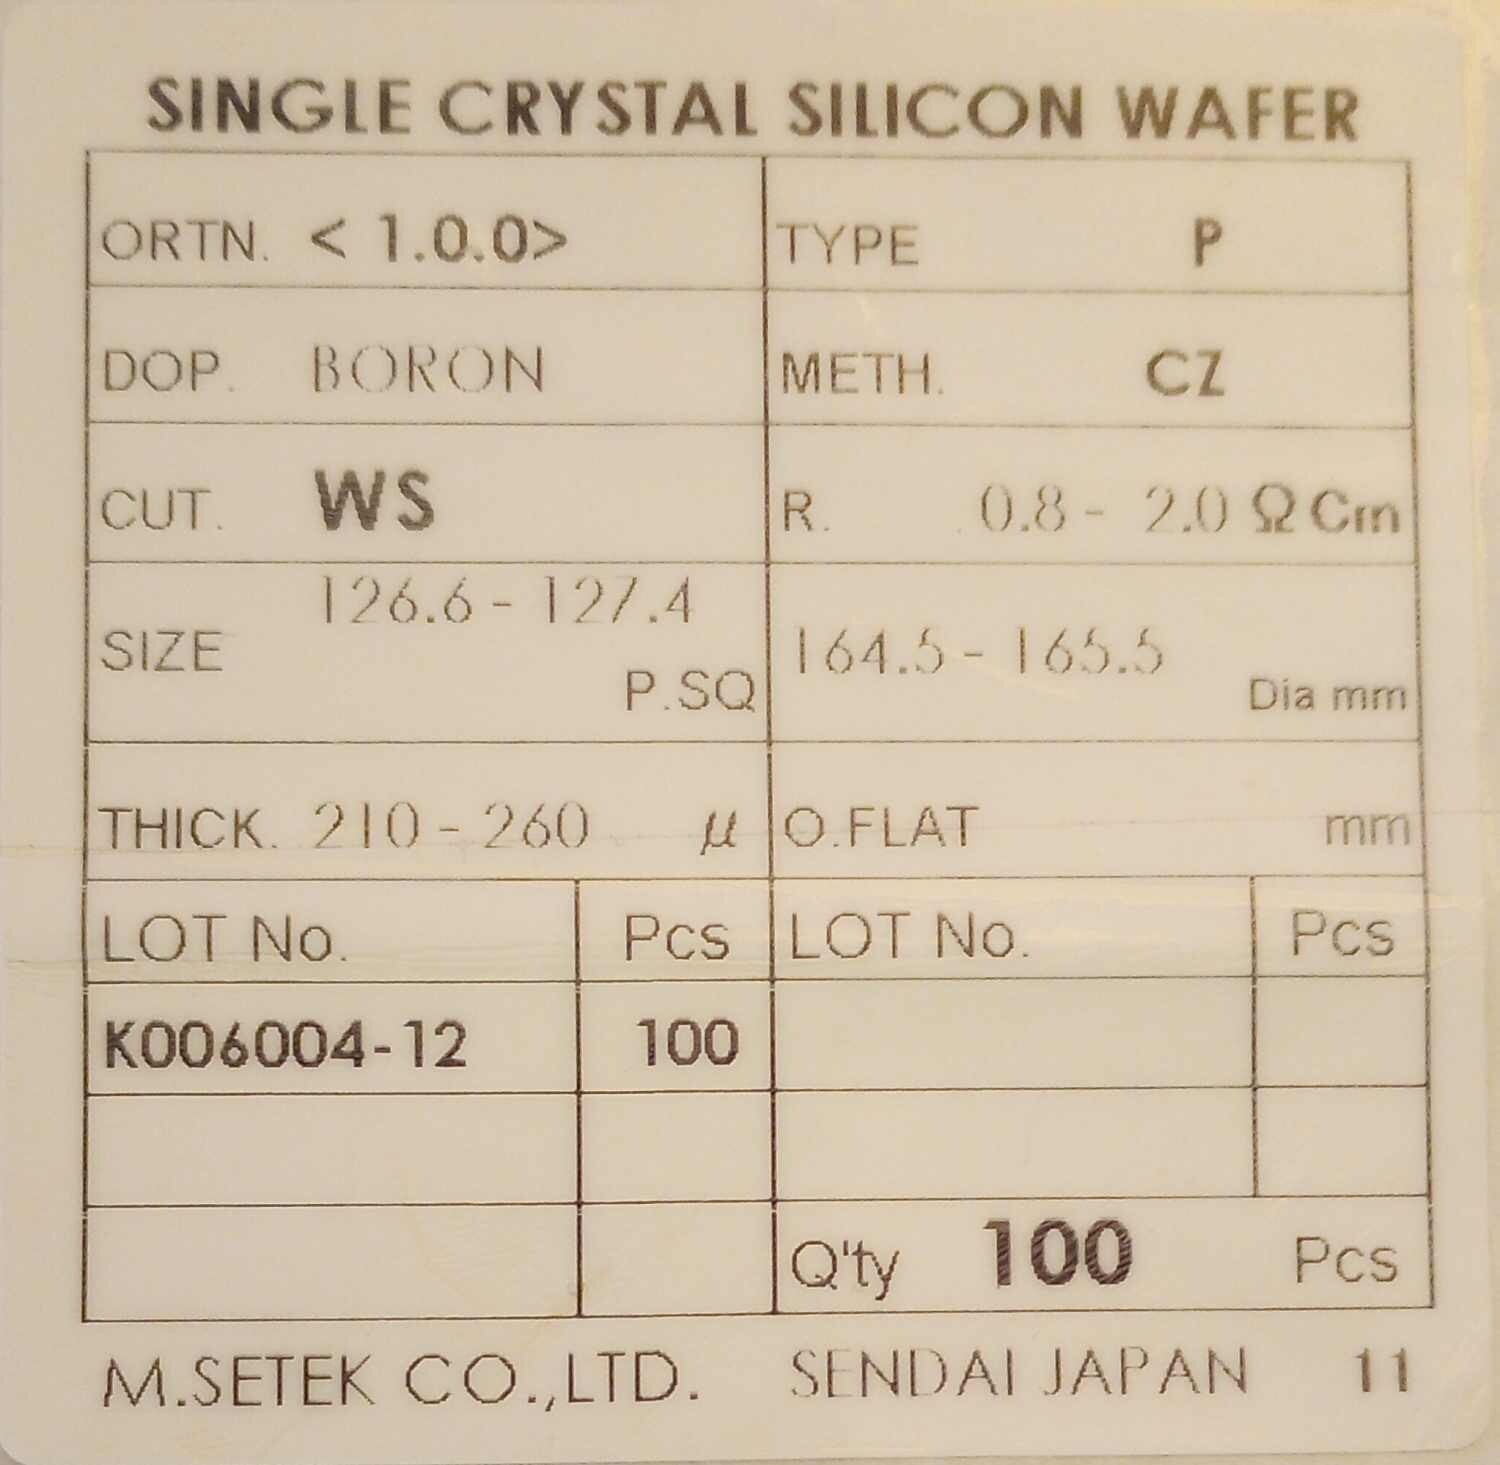 SINGLE CRYSTAL SILICON WAFER
ORTN. < 1.0.0> TYPE P
DOP. BORON METH. CZ
CUT. WS R. 0.8 - 2.0 Ω Cm
SIZE 126.6 - 127.4 P.SQ 164.5 - 165.5 Dia mm
THICK. 210 - 260 μ O.FLAT mm
LOT No. Pcs LOT No. Pcs
K006004-12 100
Q'ty 100 Pcs
M.SETEK CO.,LTD. SENDAI JAPAN 11